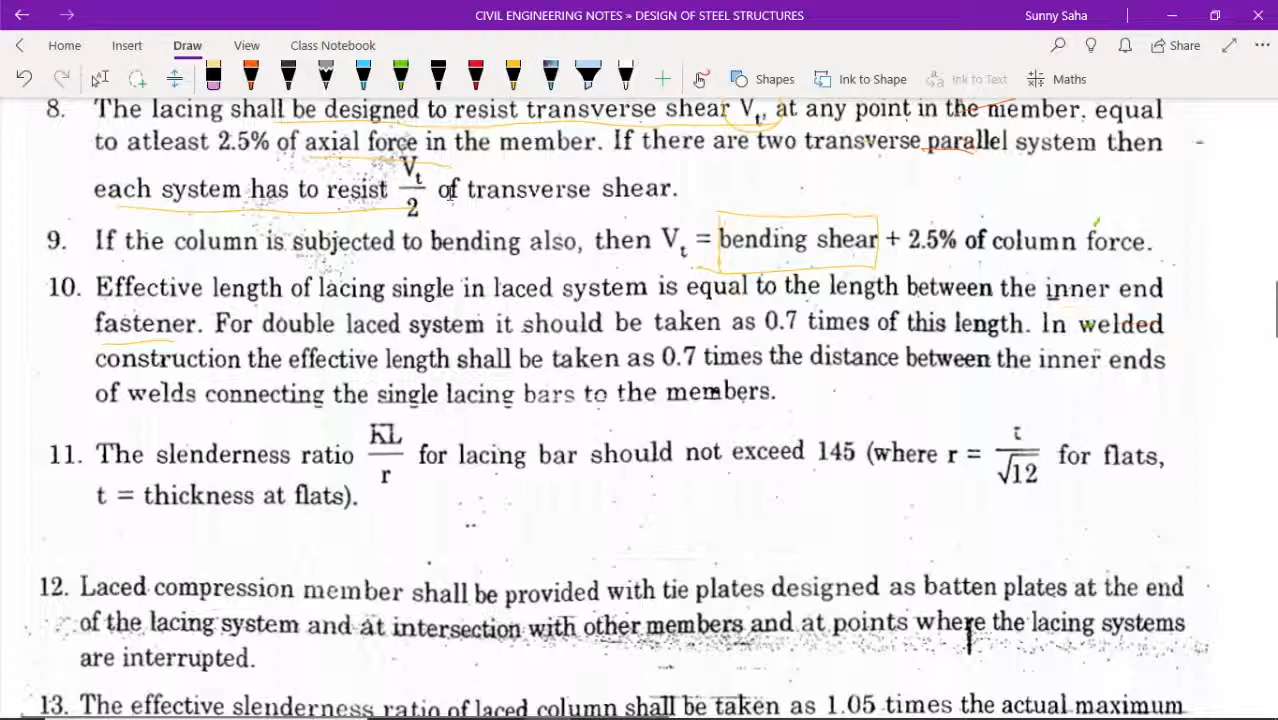 CIVIL ENGINEERING NOTES » DESIGN OF STEEL STRUCTURES
Sunny Saha
Home Insert Draw View Class Notebook
Share
Shapes Ink to Shape Ink to Text Maths
8. The lacing shall be designed to resist transverse shear Vt, at any point in the member, equal
to atleast 2.5% of axial force in the member. If there are two transverse parallel system then
each system has to resist Vt/2 of transverse shear.
9. If the column is subjected to bending also, then Vt = bending shear + 2.5% of column force.
10. Effective length of lacing single in laced system is equal to the length between the inner end
fastener. For double laced system it should be taken as 0.7 times of this length. In welded
construction the effective length shall be taken as 0.7 times the distance between the inner ends
of welds connecting the single lacing bars to the members.
11. The slenderness ratio KL/r for lacing bar should not exceed 145 (where r = t/√12 for flats,
t = thickness at flats).
12. Laced compression member shall be provided with tie plates designed as batten plates at the end
of the lacing system and at intersection with other members and at points where the lacing systems
are interrupted.
13. The effective slenderness ratio of laced column shall be taken as 1.05 times the actual maximum